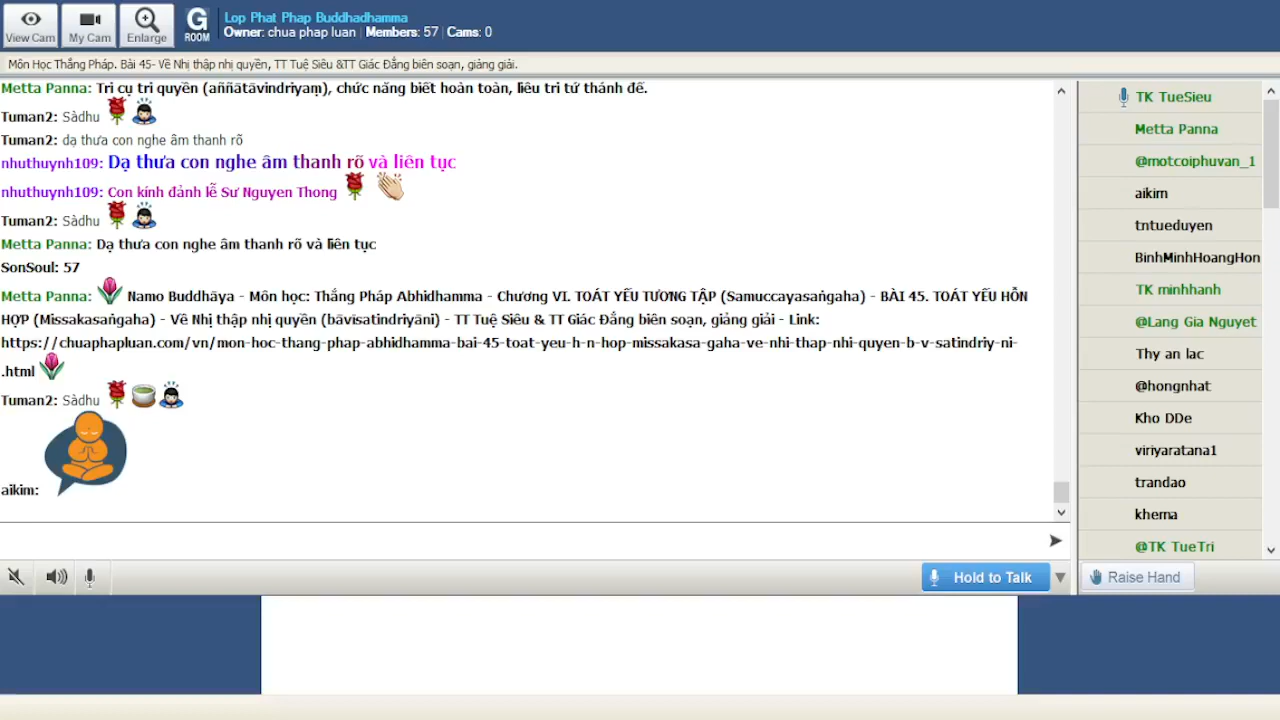 View Cam
My Cam
Enlarge
G
ROOM
Lop Phat Phap Buddhadhamma
Owner: chua phap luan | Members: 57 | Cams: 0
Môn Học Thắng Pháp. Bài 45- Về Nhị thập nhị quyền, TT Tuệ Siêu &TT Giác Đẳng biên soạn, giảng giải.
Metta Panna: Tri cụ tri quyền (aññātāvindriyaṃ), chức năng biết hoàn toàn, liễu tri tứ thánh đế.
Tuman2: Sàdhu
Tuman2: dạ thưa con nghe âm thanh rõ
nhuthuynh109: Dạ thưa con nghe âm thanh rõ và liên tục
nhuthuynh109: Con kính đảnh lễ Sư Nguyen Thong
Tuman2: Sàdhu
Metta Panna: Dạ thưa con nghe âm thanh rõ và liên tục
SonSoul: 57
Metta Panna: Namo Buddhāya - Môn học: Thắng Pháp Abhidhamma - Chương VI. TOÁT YẾU TƯƠNG TẬP (Samuccayasaṅgaha) - BÀI 45. TOÁT YẾU HỖN
HỢP (Missakasaṅgaha) - Về Nhị thập nhị quyền (bāvīsatindriyāni) - TT Tuệ Siêu & TT Giác Đẳng biên soạn, giảng giải - Link:
https://chuaphapluan.com/vn/mon-hoc-thang-phap-abhidhamma-bai-45-toat-yeu-h-n-hop-missakasa-gaha-ve-nhi-thap-nhi-quyen-b-v-satindriy-ni-
.html
Tuman2: Sàdhu
aikim:
TK TueSieu
Metta Panna
@motcoiphuvan_1
aikim
tntueduyen
BinhMinhHoangHon
TK minhhanh
@Lang Gia Nguyet
Thy an lac
@hongnhat
Kho DDe
viriyaratana1
trandao
khema
@TK TueTri
Hold to Talk
Raise Hand